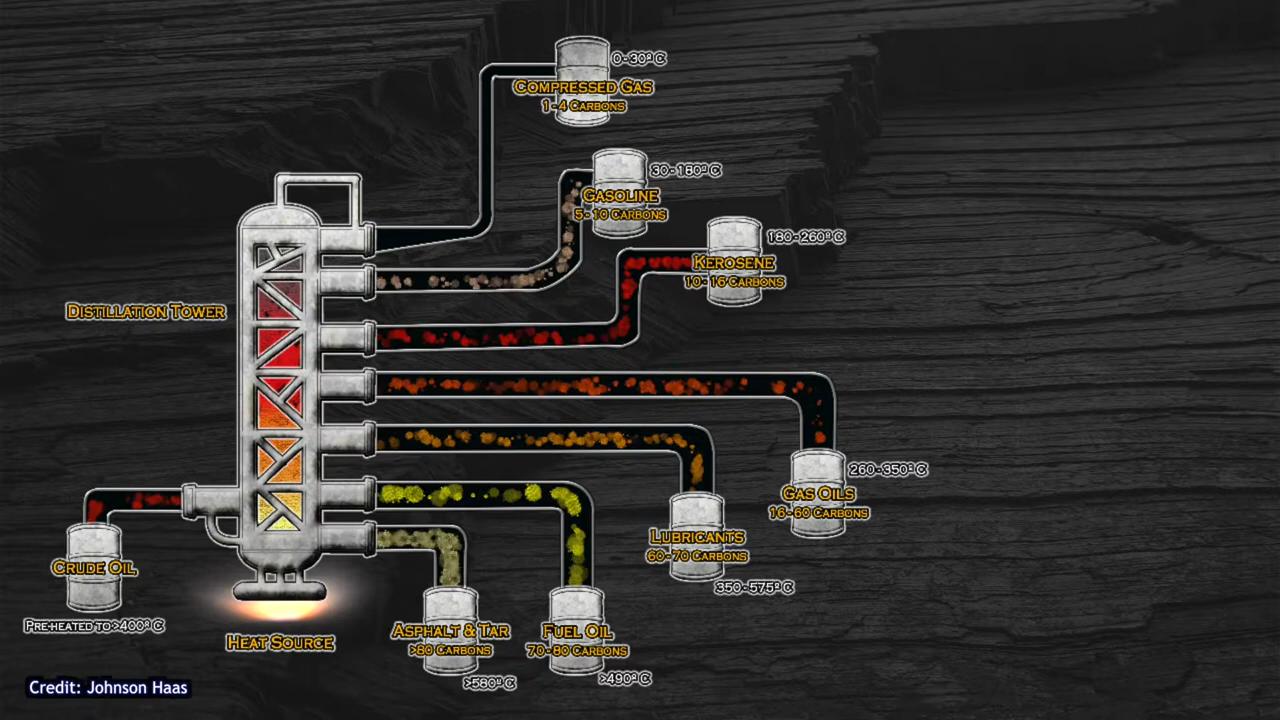 0-30º C
Compressed Gas
1-4 Carbons
30-160º C
Gasoline
5-10 Carbons
180-260º C
Kerosene
10-16 Carbons
Distillation Tower
260-350º C
Gas Oils
16-60 Carbons
Lubricants
60-70 Carbons
350-575º C
Crude Oil
Pre-heated to >400º C
Heat Source
Asphalt & Tar
>80 Carbons
>580º C
Fuel Oil
70-80 Carbons
>490º C
Credit: Johnson Haas